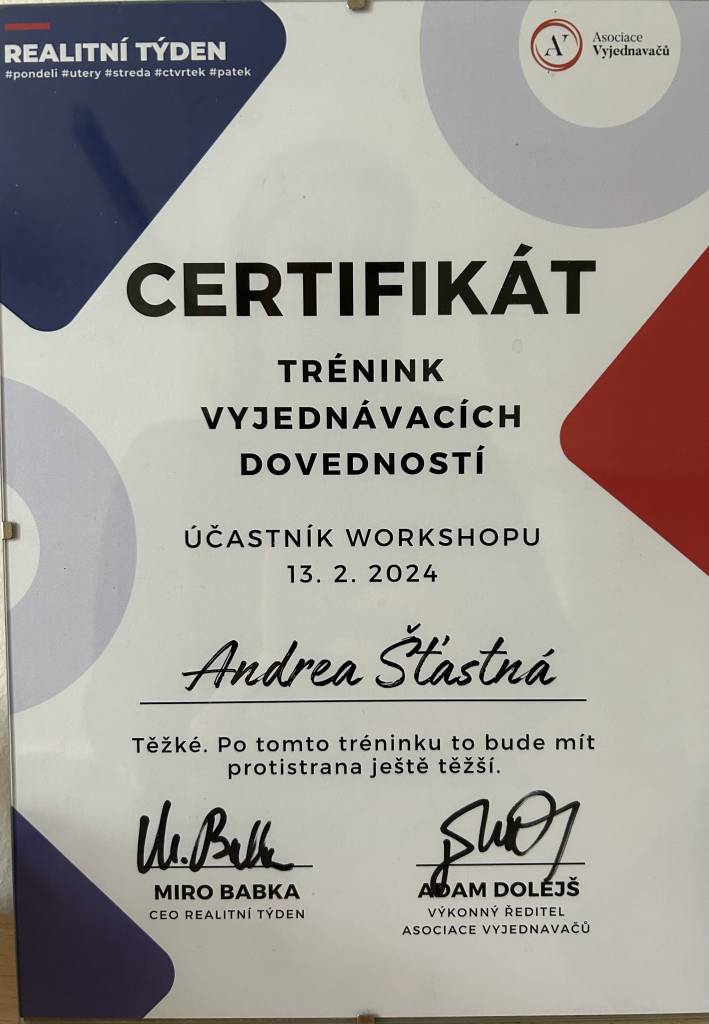 REALITNÍ TÝDEN
#pondeli #utery #streda #ctvrtek #patek
Asociace
Vyjednavačů
CERTIFIKÁT
TRÉNINK
VYJEDNÁVACÍCH
DOVEDNOSTÍ
ÚČASTNÍK WORKSHOPU
13. 2. 2024
Andrea Šťastná
Těžké. Po tomto tréninku to bude mít
protistrana ještě těžší.
M. Babka
MIRO BABKA
CEO REALITNÍ TÝDEN
ADAM DOLEJŠ
VÝKONNÝ ŘEDITEL
ASOCIACE VYJEDNAVAČŮ